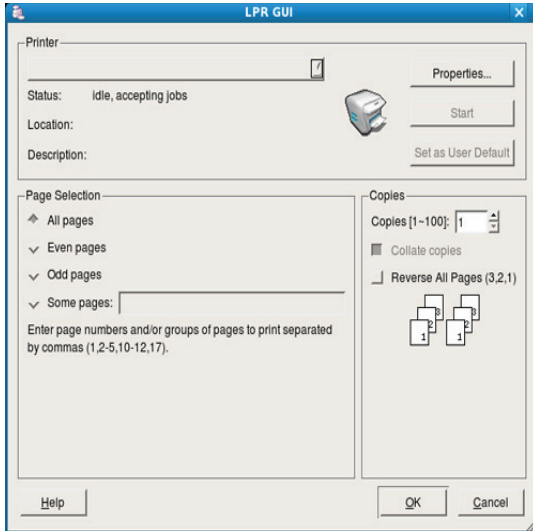 LPR GUI
Printer
Properties...
Status: idle, accepting jobs
Start
Location:
Description:
Set as User Default
Page Selection
All pages
Even pages
Odd pages
Some pages:
Enter page numbers and/or groups of pages to print separated
by commas (1,2-5,10-12,17).
Copies
Copies [1~100]: 1
Collate copies
Reverse All Pages (3,2,1)
3 3
2 2
1 1
Help
OK
Cancel